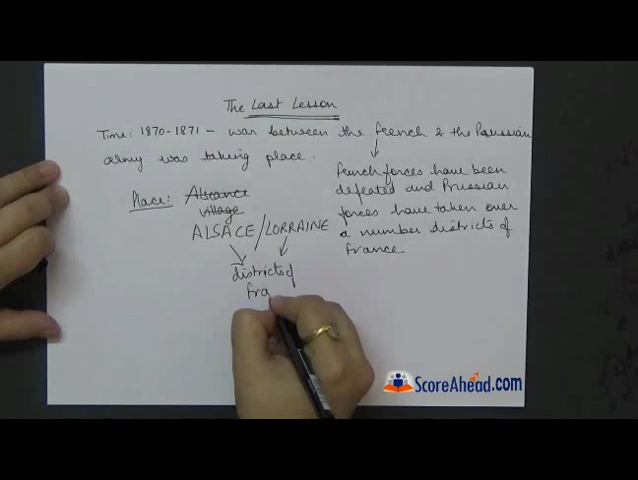 The Last Lesson
Time: 1870-1871 - war between the french & the Prussian
army was taking place.
french forces have been
defeated and Prussian
forces have taken over
a number districts of
france.
Place: Alscance
village
ALSACE/LORRAINE
districts of
fra
ScoreAhead.com